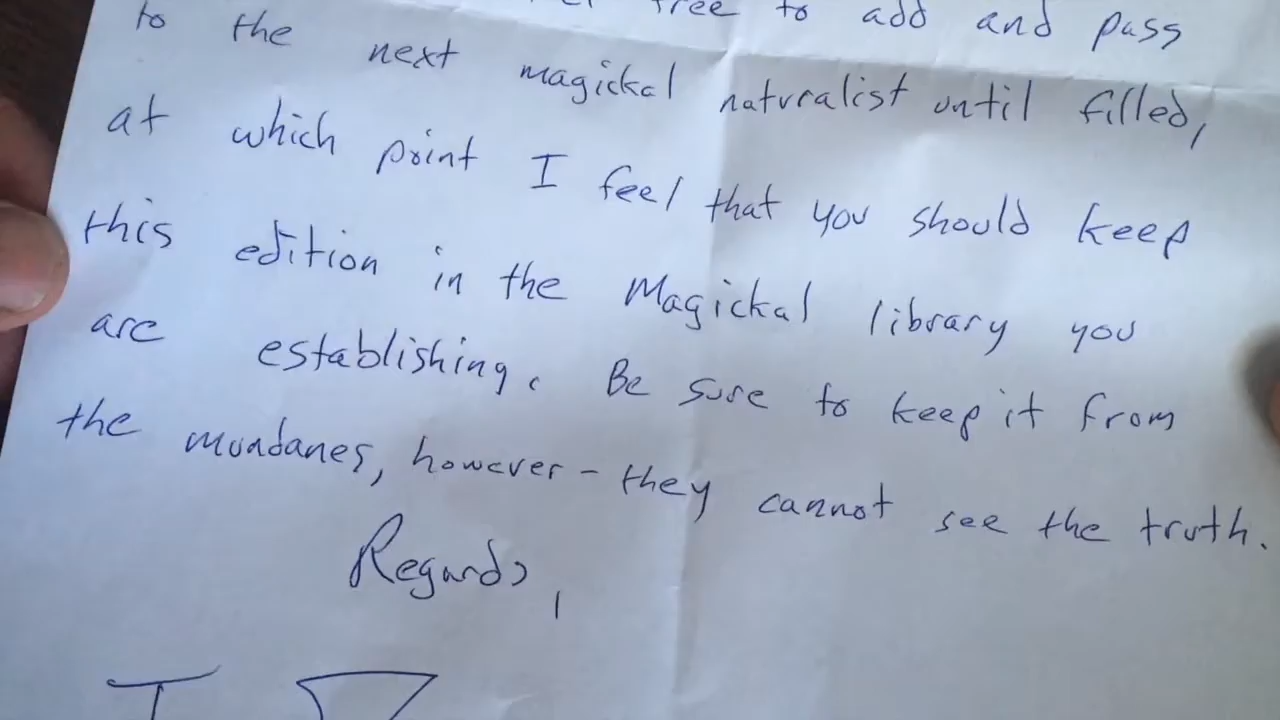 free to add and pass
to the next magickal naturalist until filled,
at which point I feel that you should keep
this edition in the Magickal library you
are establishing. Be sure to keep it from
the mundanes, however - they cannot see the truth.
Regards,